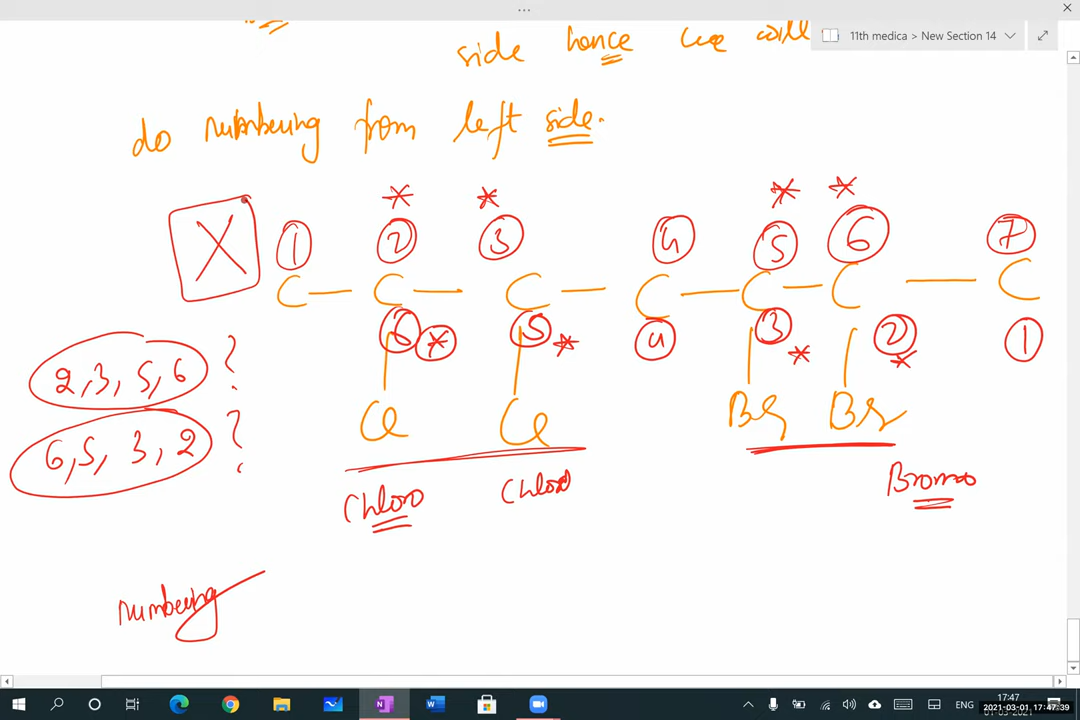 side hence we will
11th medica > New Section 14
do numbering from left side.
X
* * * *
1 2 3 4 5 6 7
C — C — C — C — C — C — C
6 * 5 * 4 3 * 2 * 1
2, 3, 5, 6 ?
Cl Cl Br Br
6, 5, 3, 2 ?
Chloro Chloro Bromo
numbering
ENG 17:47
2021-03-01 17:47:39